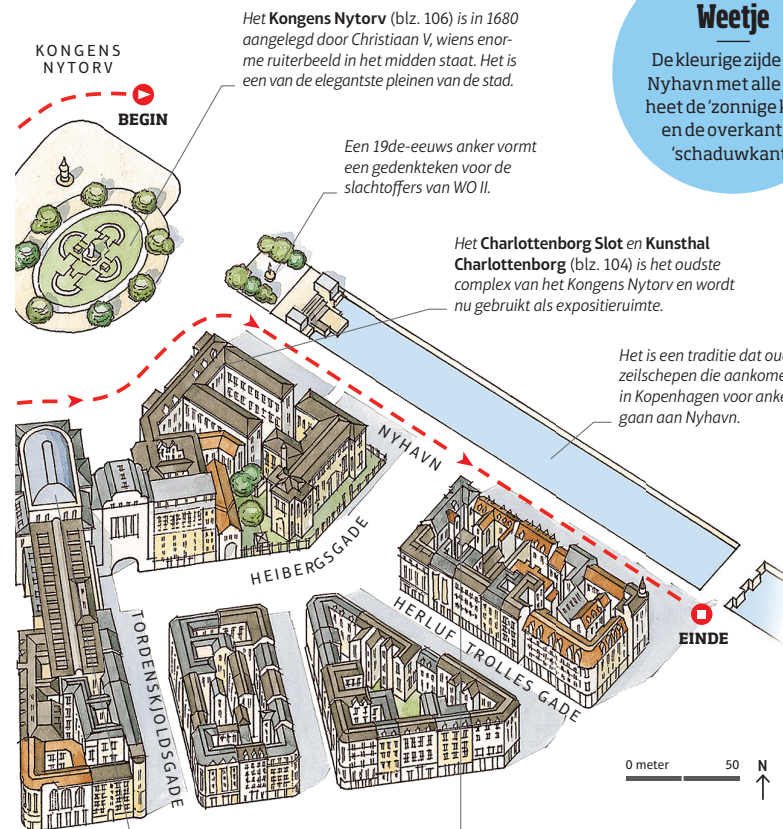 Het Kongens Nytorv (blz. 106) is in 1680
aangelegd door Christiaan V, wiens enor-
me ruiterbeeld in het midden staat. Het is
een van de elegantste pleinen van de stad.
Weetje
De kleurige zijde
Nyhavn met alle
heet de ‘zonnige
en de overkant
‘schaduwkant
KONGENS
NYTORV
BEGIN
Een 19de-eeuws anker vormt
een gedenkteken voor de
slachtoffers van WO II.
Het Charlottenborg Slot en Kunsthal
Charlottenborg (blz. 104) is het oudste
complex van het Kongens Nytorv en wordt
nu gebruikt als expositieruimte.
Het is een traditie dat
zeilschepen die
in Kopenhagen voor
gaan aan Nyhavn.
NYHAVN
HEIBERGSGADE
HERLUF TROLLES GADE
TORDENSKJOLDSGADE
EINDE
0 meter 50
N